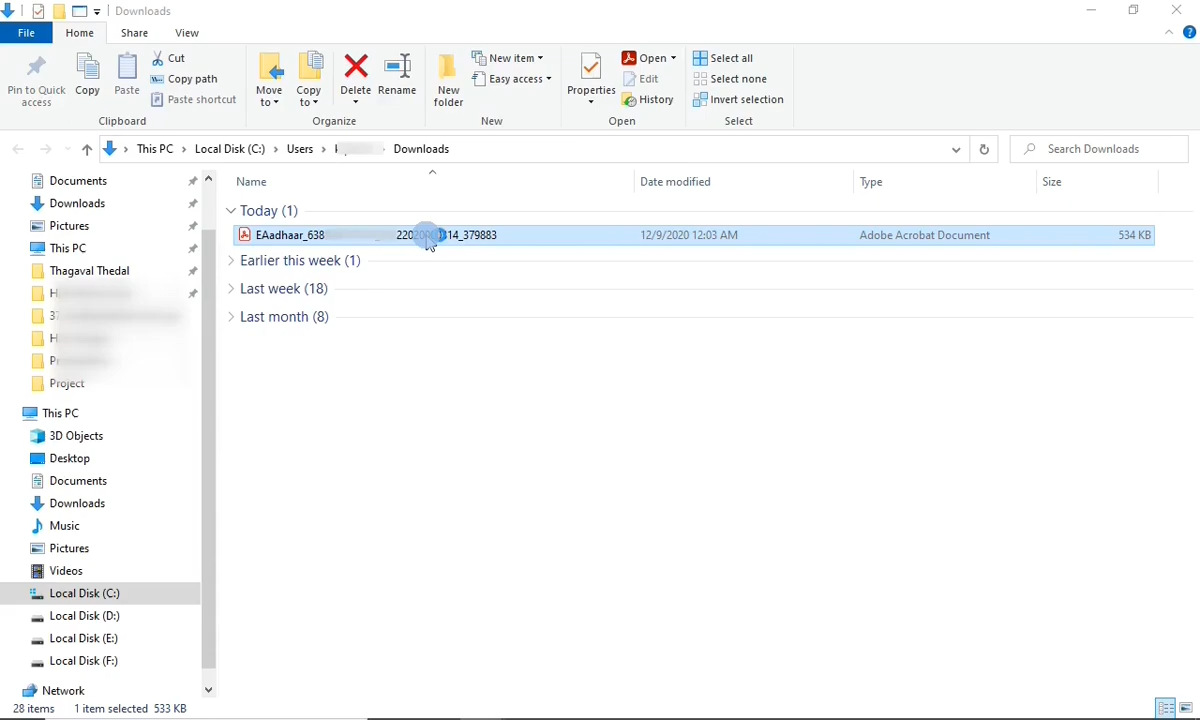 Downloads
File Home Share View
Pin to Quick access
Copy
Paste
Cut
Copy path
Paste shortcut
Clipboard
Move to
Copy to
Delete
Rename
Organize
New folder
New item
Easy access
New
Properties
Open
Edit
History
Open
Select all
Select none
Invert selection
Select
This PC › Local Disk (C:) › Users › › Downloads
Search Downloads
Documents
Downloads
Pictures
This PC
Thagaval Thedal
Project
This PC
3D Objects
Desktop
Documents
Downloads
Music
Pictures
Videos
Local Disk (C:)
Local Disk (D:)
Local Disk (E:)
Local Disk (F:)
Network
Name Date modified Type Size
Today (1)
12/9/2020 12:03 AM Adobe Acrobat Document 534 KB
Earlier this week (1)
Last week (18)
Last month (8)
28 items 1 item selected 533 KB